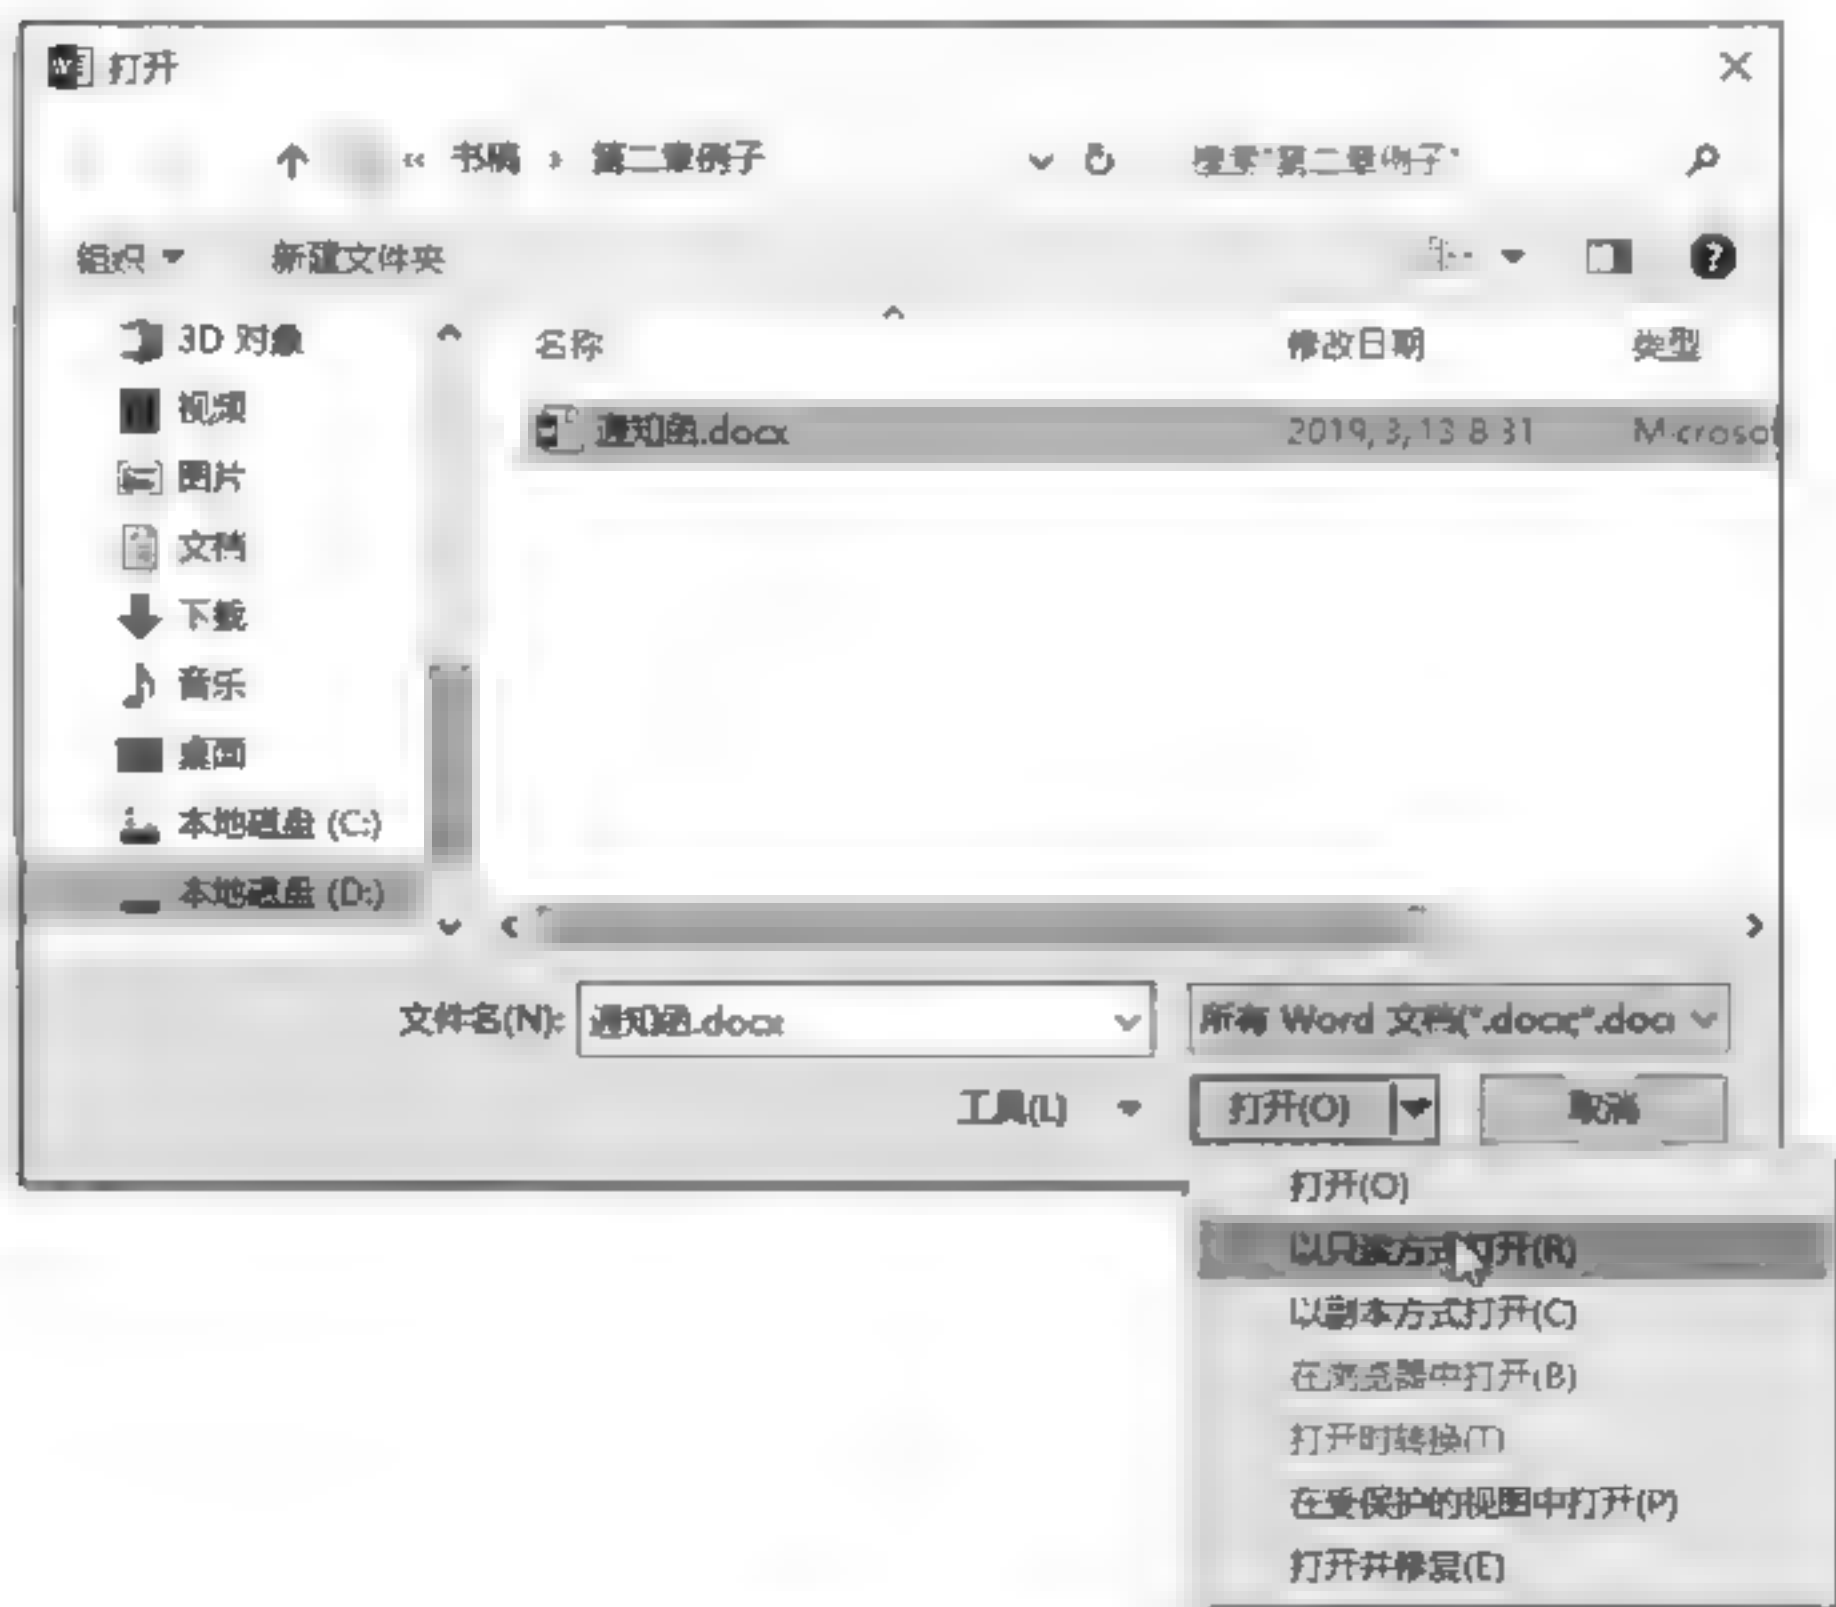 打开
« 书稿 › 第二章例子
搜索"第二章例子"
组织
新建文件夹
3D 对象
视频
图片
文档
下载
音乐
桌面
本地磁盘 (C:)
本地磁盘 (D:)
名称
修改日期
类型
通知函.docx
2019/3/13 8:31
Microsof
文件名(N):
通知函.docx
所有 Word 文档(*.docx;*.doci
工具(L)
打开(O)
取消
打开(O)
以只读方式打开(R)
以副本方式打开(C)
在浏览器中打开(B)
打开时转换(T)
在受保护的视图中打开(P)
打开并修复(E)